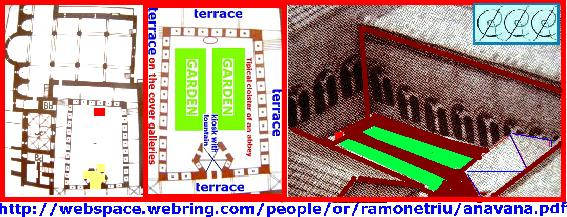 terrace
terrace on the cover galleries
GARDEN
GARDEN
Tipical cloister of an abbey
kiosk with
fountain
terrace
terrace
http://webspace.webring.com/people/or/ramonetriu/anavana.pdf